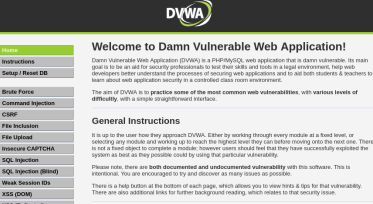 DVWA
Home
Instructions
Setup / Reset DB
Brute Force
Command Injection
CSRF
File Inclusion
File Upload
Insecure CAPTCHA
SQL Injection
SQL Injection (Blind)
Weak Session IDs
XSS (DOM)
Welcome to Damn Vulnerable Web Application!
Damn Vulnerable Web Application (DVWA) is a PHP/MySQL web application that is damn vulnerable. Its main
goal is to be an aid for security professionals to test their skills and tools in a legal environment, help web
developers better understand the processes of securing web applications and to aid both students & teachers to
learn about web application security in a controlled class room environment.
The aim of DVWA is to practice some of the most common web vulnerabilities, with various levels of
difficultly, with a simple straightforward interface.
General Instructions
It is up to the user how they approach DVWA. Either by working through every module at a fixed level, or
selecting any module and working up to reach the highest level they can before moving onto the next one. There
is not a fixed object to complete a module; however users should feel that they have successfully exploited the
system as best as they possible could by using that particular vulnerability.
Please note, there are both documented and undocumented vulnerability with this software. This is
intentional. You are encouraged to try and discover as many issues as possible.
There is a help button at the bottom of each page, which allows you to view hints & tips for that vulnerability.
There are also additional links for further background reading, which relates to that security issue.